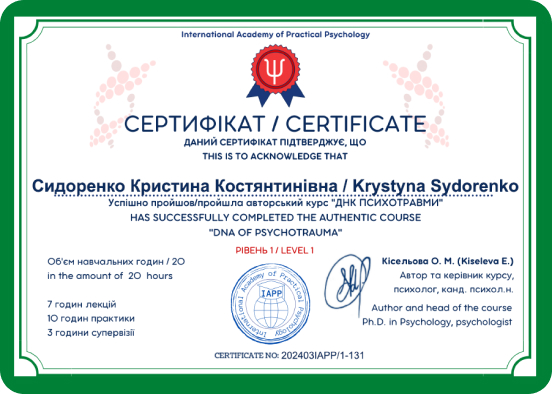 International Academy of Practical Psychology
СЕРТИФІКАТ / CERTIFICATE
ДАНИЙ СЕРТИФІКАТ ПІДТВЕРДЖУЄ, ЩО
THIS IS TO ACKNOWLEDGE THAT
Сидоренко Кристина Костянтинівна / Krystyna Sydorenko
Успішно пройшов/пройшла авторський курс "ДНК ПСИХОТРАВМИ"
HAS SUCCESSFULLY COMPLETED THE AUTHENTIC COURSE
"DNA OF PSYCHOTRAUMA"
РІВЕНЬ 1 / LEVEL 1
Об'єм навчальних годин / 20
in the amount of 20 hours
7 годин лекцій
10 годин практики
3 години супервізії
International Academy of Practical Psychology
IAPP
Кісельова О. М. (Kiseleva E.)
Автор та керівник курсу,
психолог, канд. психол.н.
Author and head of the course
Ph.D. in Psychology, psychologist
CERTIFICATE NO: 202403IAPP/1-131